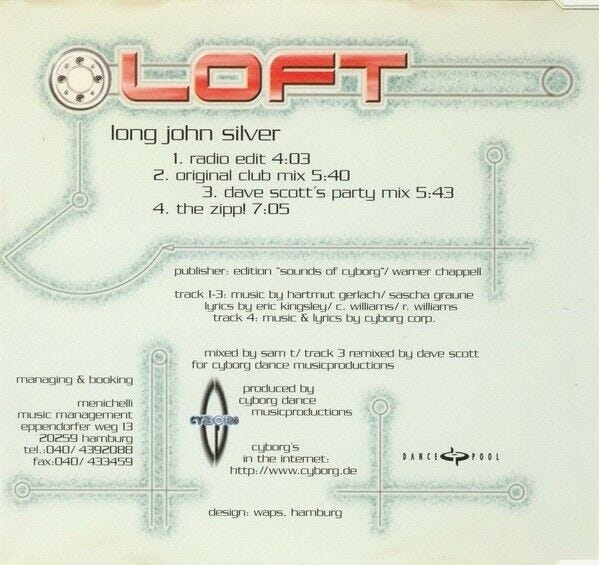 LOFT
long john silver
1. radio edit 4:03
2. original club mix 5:40
3. dave scott's party mix 5:43
4. the zipp! 7:05
publisher: edition "sounds of cyborg"/ warner chappell
track 1-3: music by hartmut gerlach/ sascha graune
lyrics by eric kingsley/ c. williams/ r. williams
track 4: music & lyrics by cyborg corp.
mixed by sam t/ track 3 remixed by dave scott
for cyborg dance musicproductions
managing & booking
menichelli
music management
eppendorfer weg 13
20259 hamburg
tel.:040/ 4392088
fax:040/ 433459
CYBORG
produced by
cyborg dance
musicproductions
cyborg's
in the internet:
http://www.cyborg.de
DANCE POOL
design: waps, hamburg